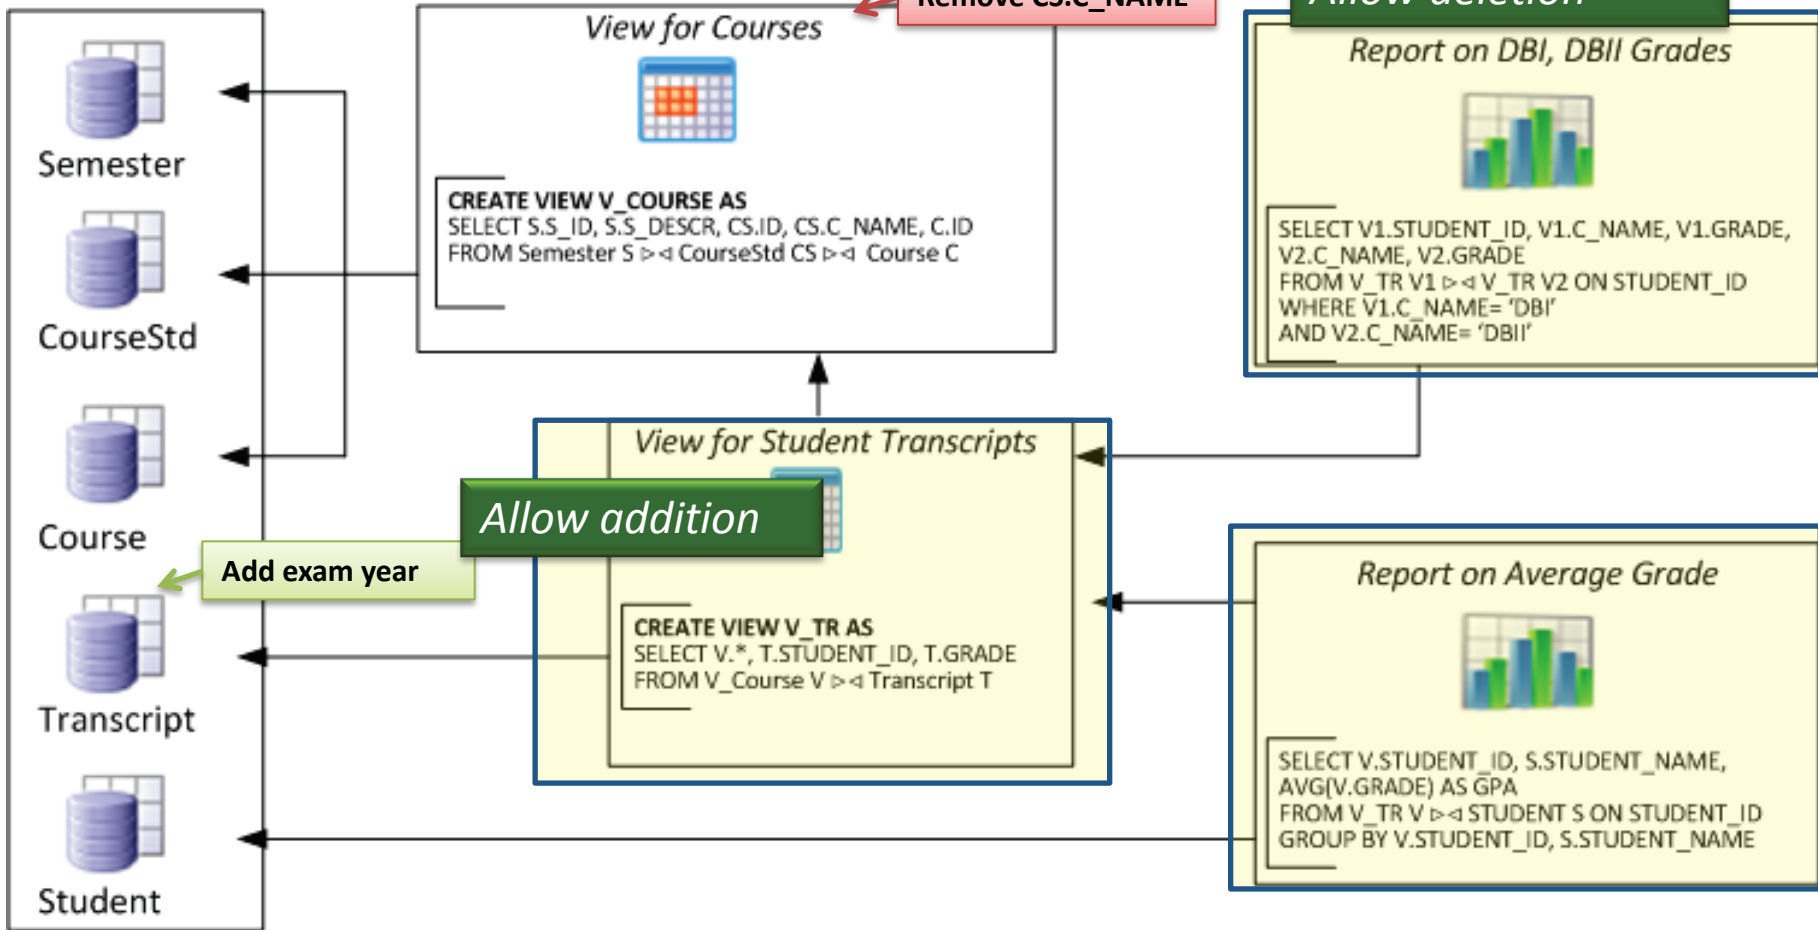 Remove CS.C_NAME
Allow deletion
View for Courses
CREATE VIEW V_COURSE AS
SELECT S.S_ID, S.S_DESCR, CS.ID, CS.C_NAME, C.ID
FROM Semester S ⊳⊲ CourseStd CS ⊳⊲ Course C
Report on DBI, DBII Grades
SELECT V1.STUDENT_ID, V1.C_NAME, V1.GRADE,
V2.C_NAME, V2.GRADE
FROM V_TR V1 ⊳⊲ V_TR V2 ON STUDENT_ID
WHERE V1.C_NAME= ‘DBI’
AND V2.C_NAME= ‘DBII’
Semester
CourseStd
Course
Transcript
Student
Add exam year
Allow addition
View for Student Transcripts
CREATE VIEW V_TR AS
SELECT V.*, T.STUDENT_ID, T.GRADE
FROM V_Course V ⊳⊲ Transcript T
Report on Average Grade
SELECT V.STUDENT_ID, S.STUDENT_NAME,
AVG(V.GRADE) AS GPA
FROM V_TR V ⊳⊲ STUDENT S ON STUDENT_ID
GROUP BY V.STUDENT_ID, S.STUDENT_NAME